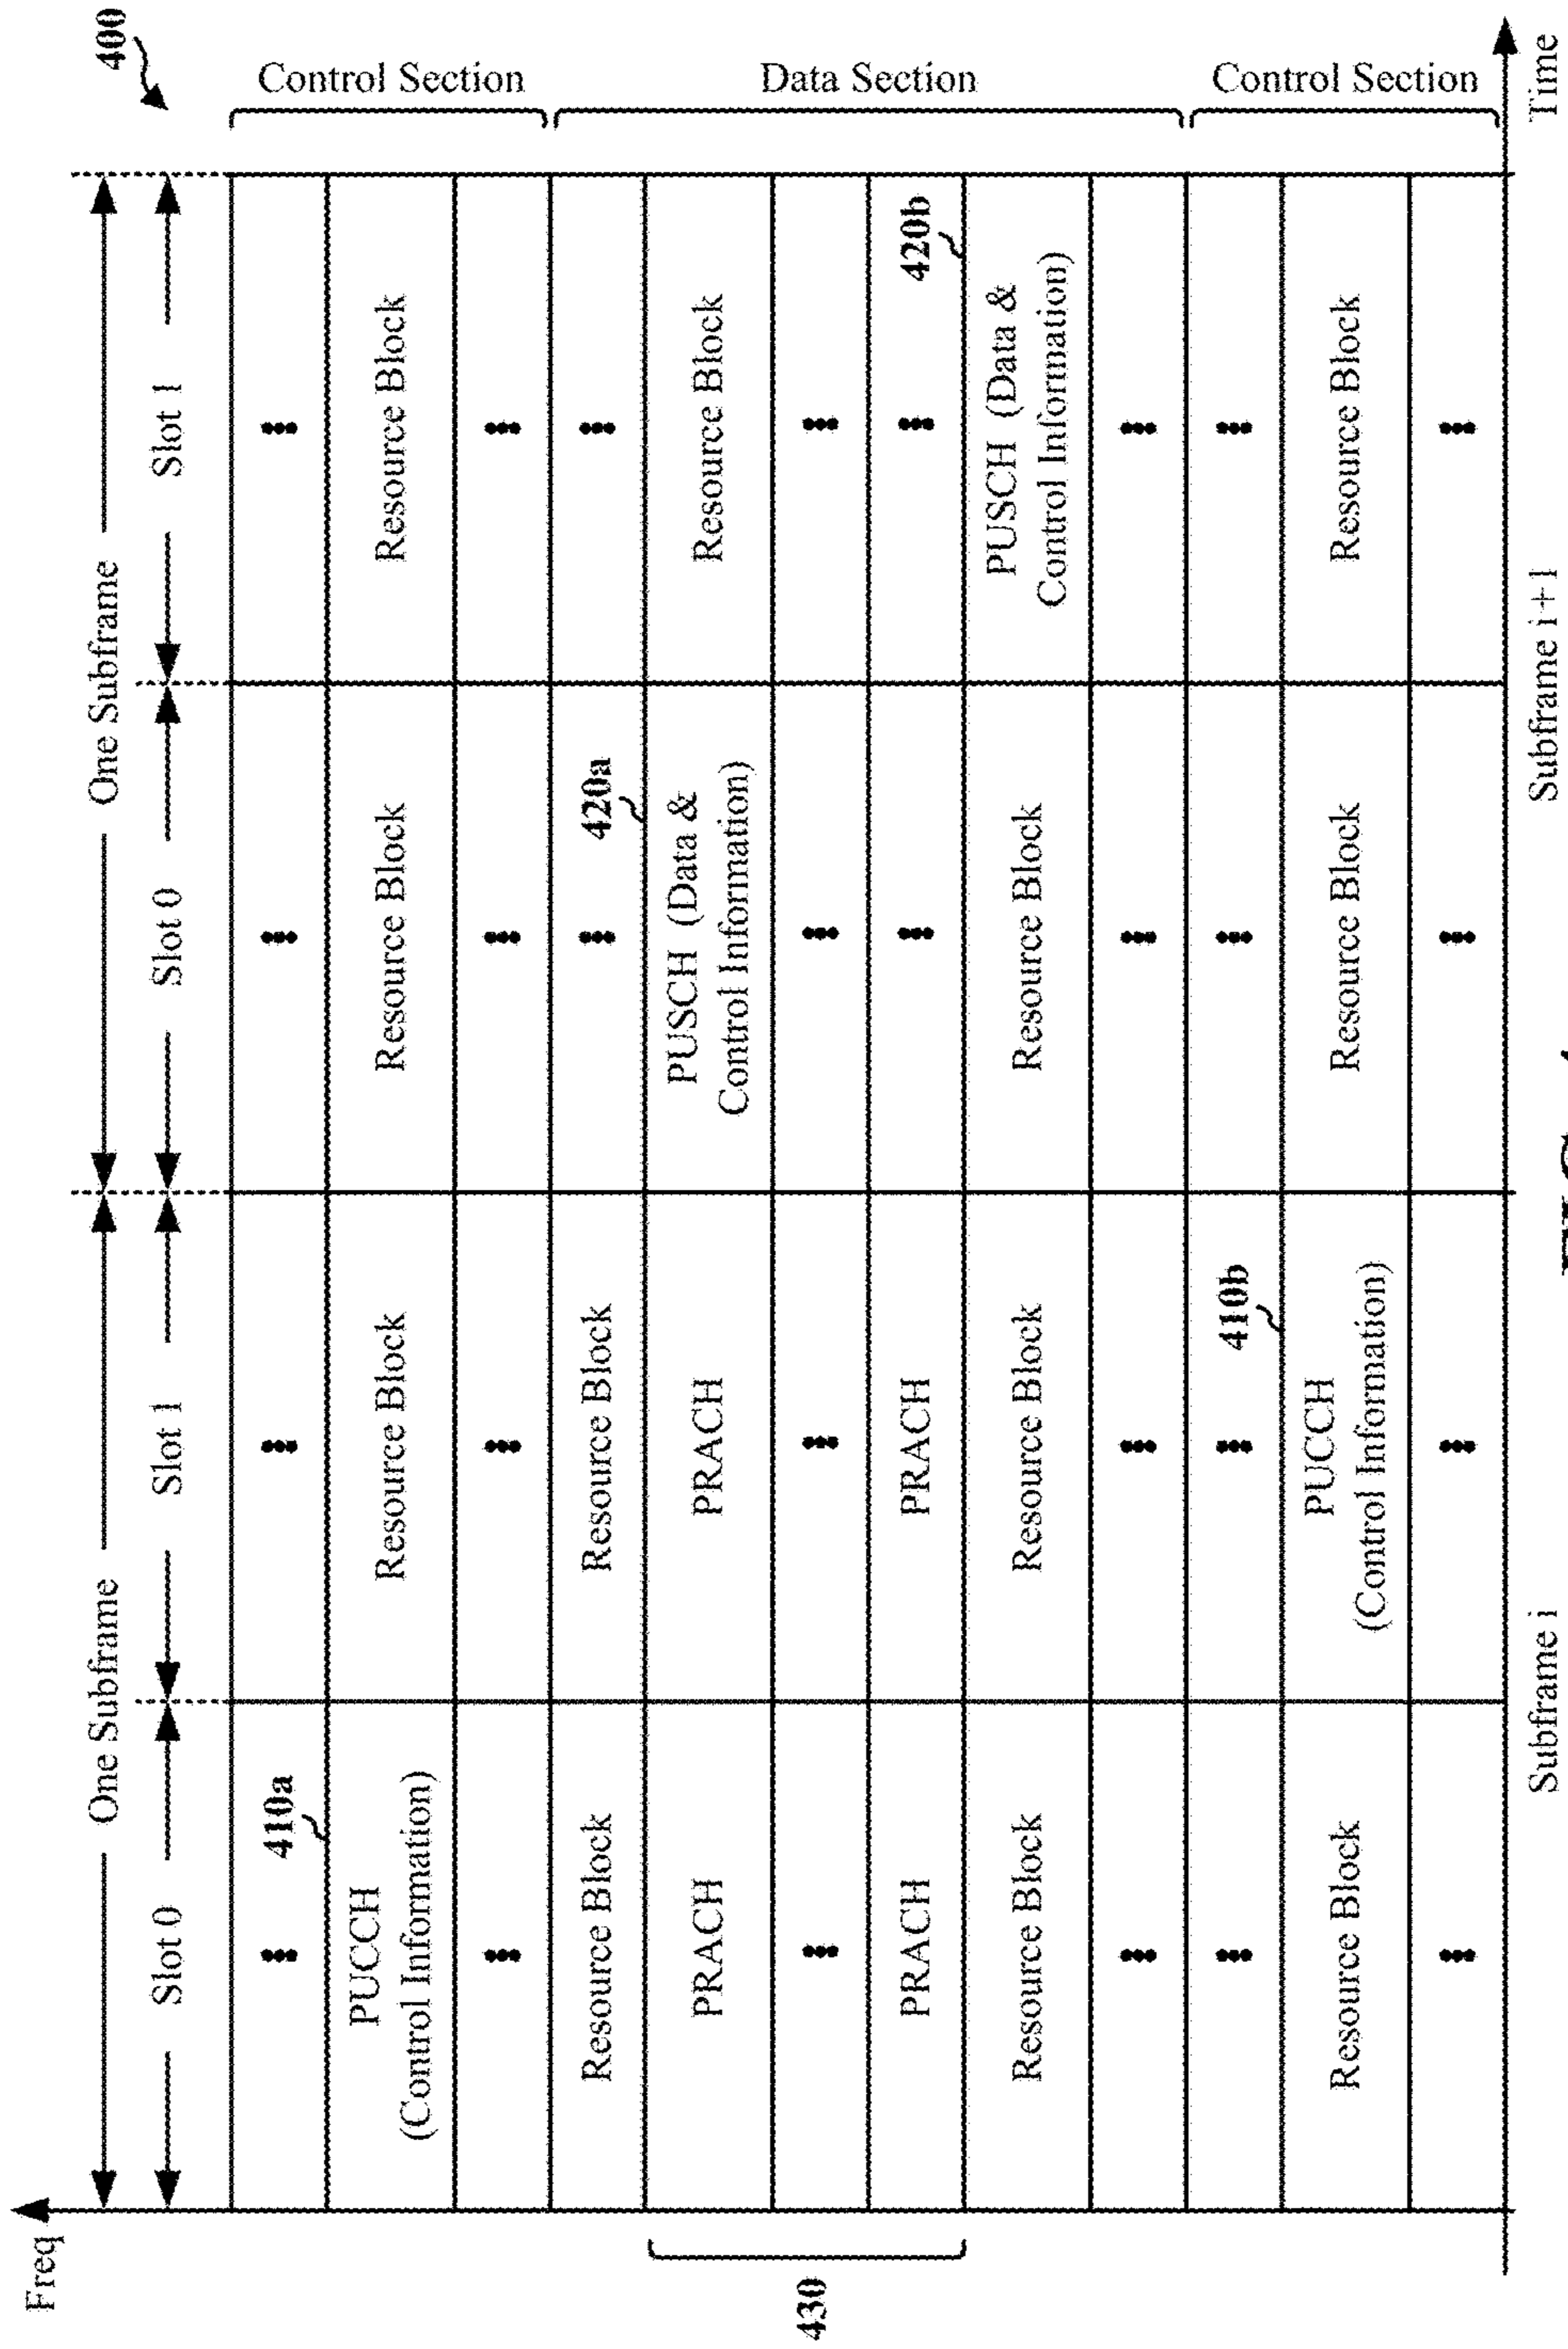 400
Freq
One Subframe
One Subframe
Slot 0
Slot 1
Slot 0
Slot 1
410a
PUCCH
(Control Information)
Resource Block
Resource Block
Resource Block
Control Section
Resource Block
Resource Block
420a
430
PRACH
PRACH
PUSCH (Data &
Control Information)
Resource Block
Data Section
PRACH
PRACH
420b
Resource Block
Resource Block
Resource Block
PUSCH (Data &
Control Information)
410b
Resource Block
PUCCH
(Control Information)
Resource Block
Resource Block
Control Section
Subframe i
Subframe i+1
Time